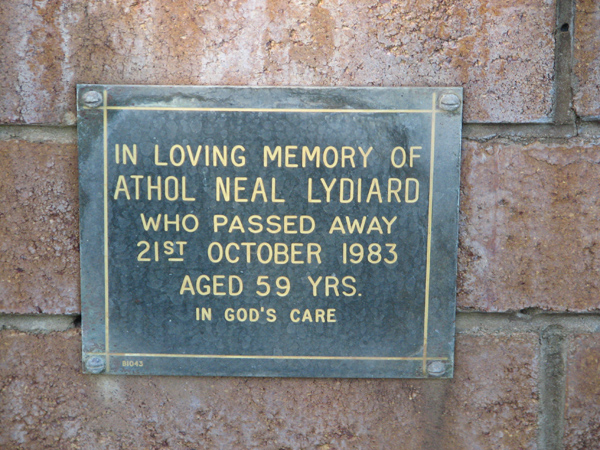 IN LOVING MEMORY OF
ATHOL NEAL LYDIARD
WHO PASSED AWAY
21ST OCTOBER 1983
AGED 59 YRS.
IN GOD'S CARE
81043